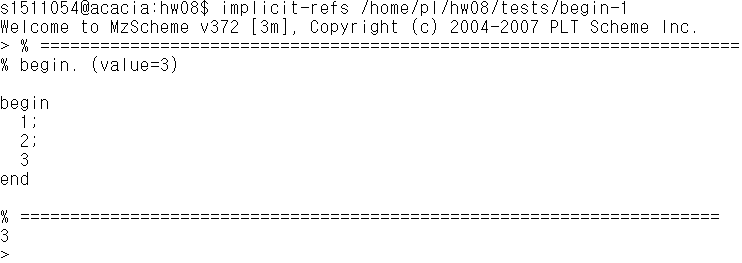 s1511054@acacia:hw08$ implicit-refs /home/pl/hw08/tests/begin-1
Welcome to MzScheme v372 [3m], Copyright (c) 2004-2007 PLT Scheme Inc.
> % ======================================================================
% begin. (value=3)
begin
  1;
  2;
  3
end
% ======================================================================
3
>